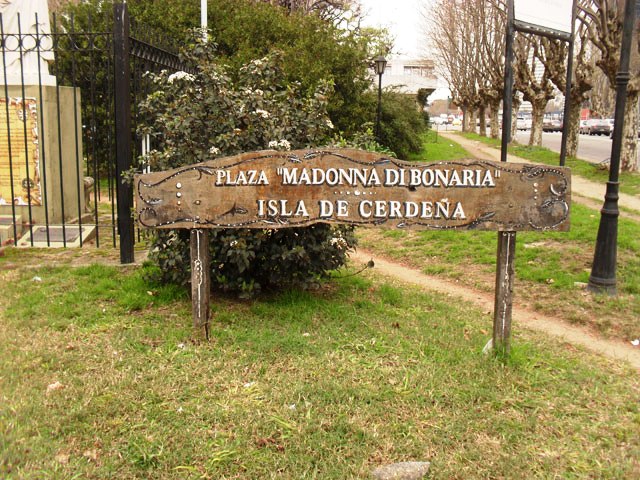 PLAZA "MADONNA DI BONARIA"
ISLA DE CERDEÑA